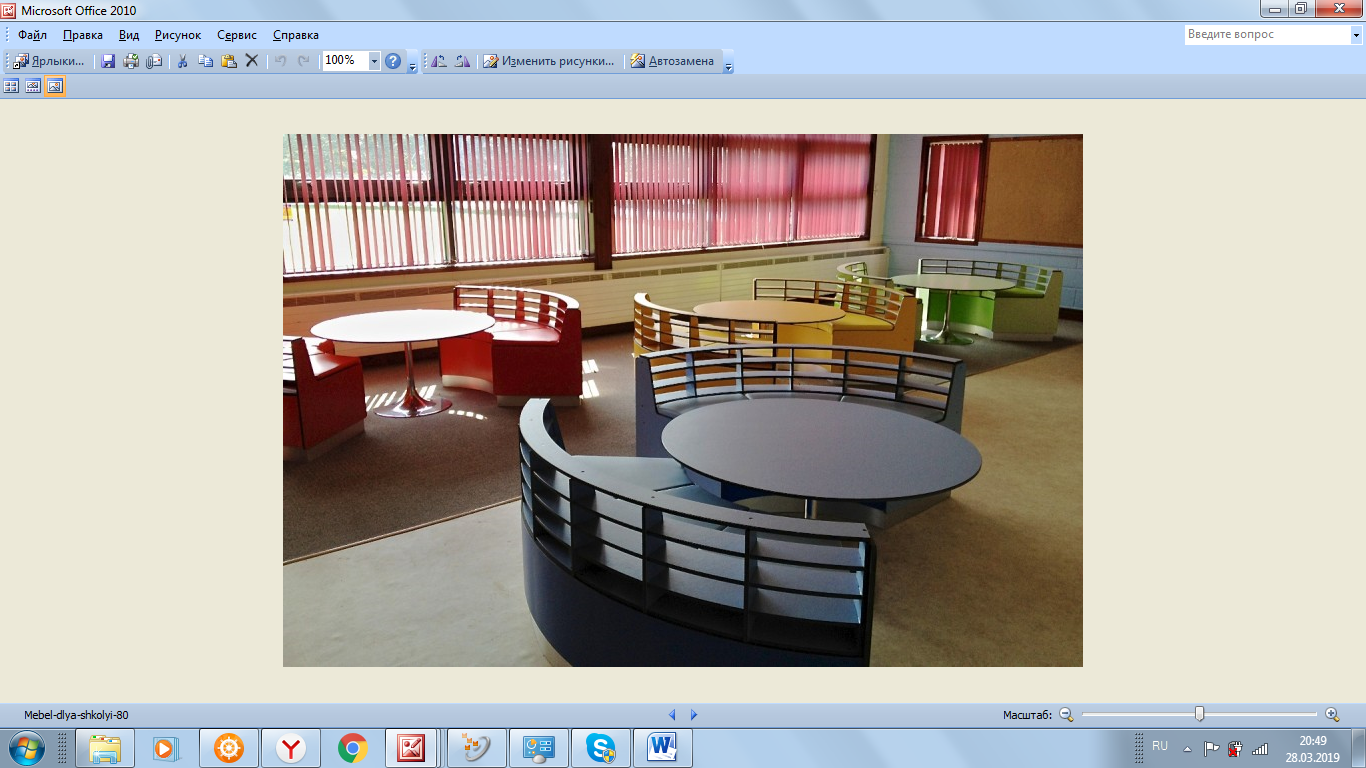 Microsoft Office 2010
Файл Правка Вид Рисунок Сервис Справка
Введите вопрос
Ярлыки... 100% Изменить рисунки... Автозамена
Mebel-dlya-shkolyi-80
Масштаб:
RU
20:49
28.03.2019